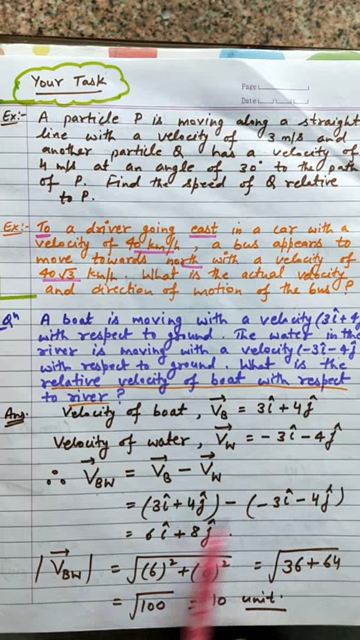 Your Task
Page:
Date:
Ex:- A particle P is moving along a straight
line with a velocity of 3 m/s and
another particle Q has a velocity of
4 m/s at an angle of 30° to the path
of P. Find the speed of Q relative
to P.
Ex:- To a driver going east in a car with a
velocity of 40 km/h a bus appears to
move towards north with a velocity of
40√3 km/h. What is the actual velocity
and direction of motion of the bus?
Qⁿ A boat is moving with a velocity (3î+4
with respect to ground. The water in the
river is moving with a velocity (-3î-4ĵ
with respect to ground. What is the
relative velocity of boat with respect
to river?
Ans: Velocity of boat, V⃗B = 3î + 4ĵ
Velocity of water, V⃗W = -3î - 4ĵ
∴ V⃗BW = V⃗B - V⃗W
= (3î+4ĵ) - (-3î-4ĵ)
= 6î + 8ĵ.
|V⃗BW| = √(6)² + ( )² = √36+64
= √100 = 10 unit.